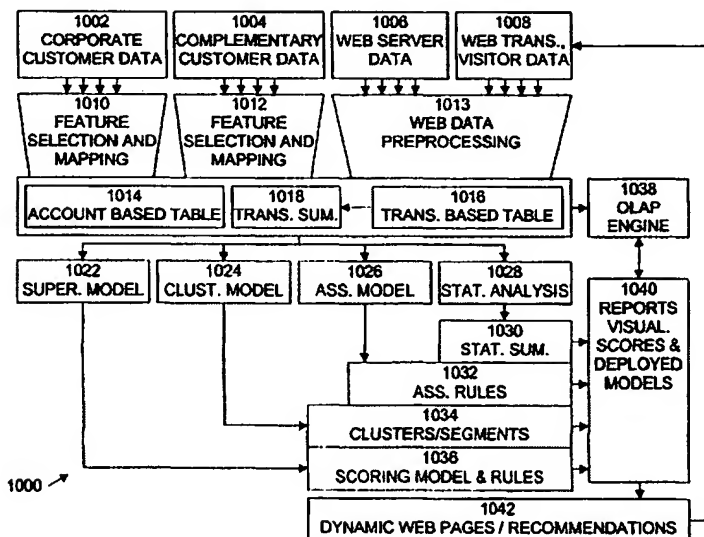 1002
CORPORATE
CUSTOMER DATA
1004
COMPLEMENTARY
CUSTOMER DATA
1006
WEB SERVER
DATA
1008
WEB TRANS.,
VISITOR DATA
1010
FEATURE
SELECTION AND
MAPPING
1012
FEATURE
SELECTION AND
MAPPING
1013
WEB DATA
PREPROCESSING
1014
ACCOUNT BASED TABLE
1018
TRANS. SUM.
1016
TRANS. BASED TABLE
1038
OLAP
ENGINE
1022
SUPER. MODEL
1024
CLUST. MODEL
1026
ASS. MODEL
1028
STAT. ANALYSIS
1040
REPORTS
VISUAL.
SCORES &
DEPLOYED
MODELS
1030
STAT. SUM.
1032
ASS. RULES
1034
CLUSTERS/SEGMENTS
1036
SCORING MODEL & RULES
1000
1042
DYNAMIC WEB PAGES / RECOMMENDATIONS